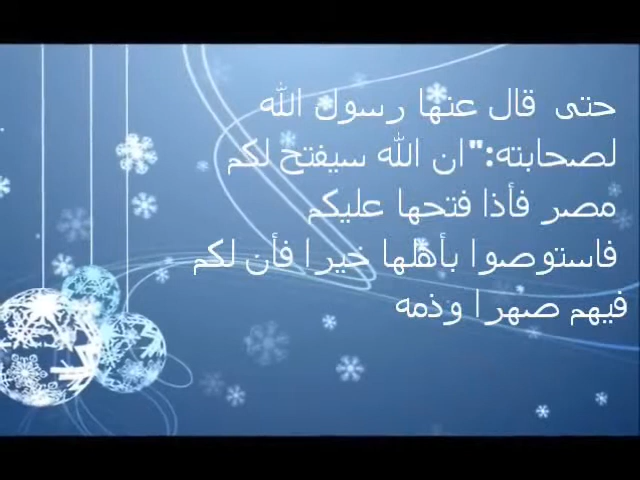 حتى قال عنها رسول الله
لصحابته:"ان الله سيفتح لكم
مصر فأذا فتحها عليكم
فاستوصوا بأهلها خيرا فأن لكم
فيهم صهرا وذمه